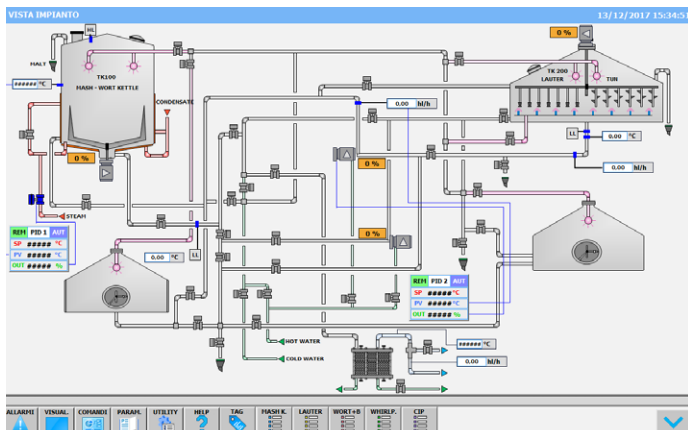 VISTA IMPIANTO
13/12/2017 15:34:51
HL
0 %
MALT
TK100
MASH - WORT KETTLE
TK 200
LAUTER TUN
###### °C
CONDENSATE
0.00 hl/h
LL
0.00 °C
0 %
0 %
0.00 hl/h
STEAM
REM PID 1 AUT
SP ##### °C
PV ##### °C
OUT ##### %
0.00 °C
LL
0 %
REM PID 2 AUT
SP ##### °C
PV ##### °C
OUT ##### %
HOT WATER
###### °C
COLD WATER
0.00 hl/h
ALLARMI VISUAL. COMANDI PARAM. UTILITY HELP TAG MASH K. LAUTER WORT+B WHIRLP. CIP